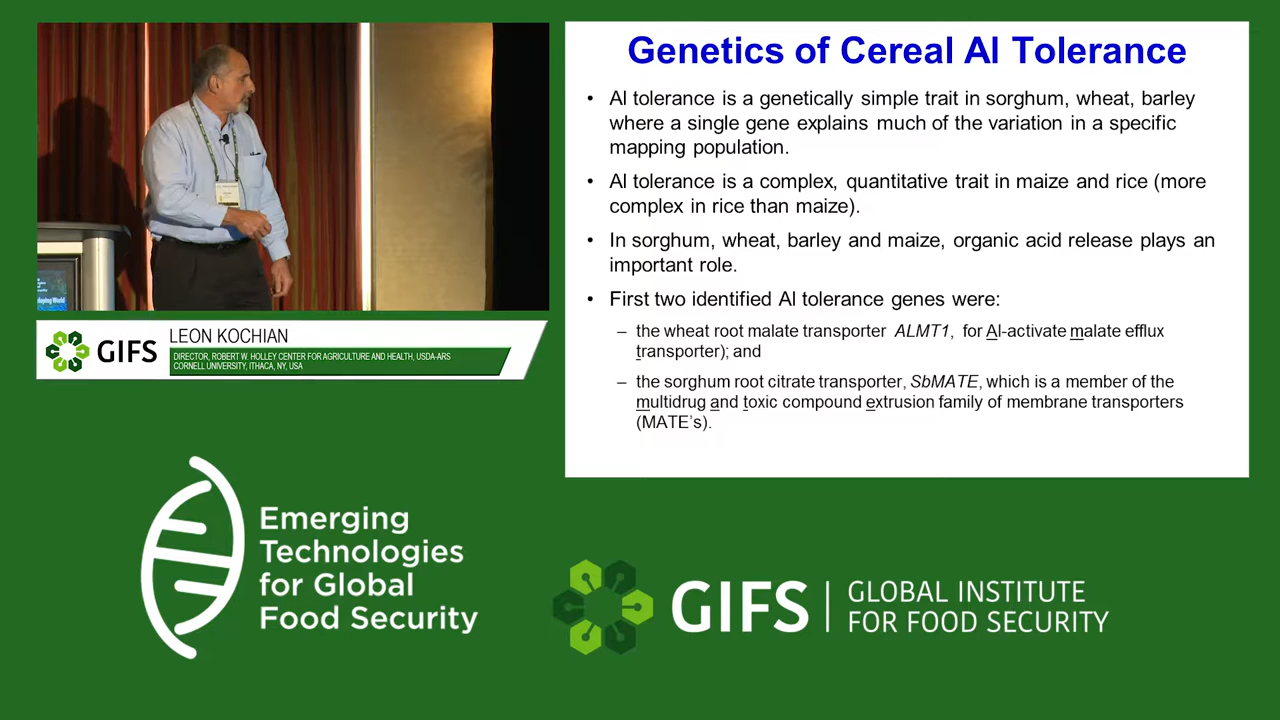 Genetics of Cereal Al Tolerance
• Al tolerance is a genetically simple trait in sorghum, wheat, barley
where a single gene explains much of the variation in a specific
mapping population.
• Al tolerance is a complex, quantitative trait in maize and rice (more
complex in rice than maize).
• In sorghum, wheat, barley and maize, organic acid release plays an
important role.
• First two identified Al tolerance genes were:
– the wheat root malate transporter ALMT1, for Al-activate malate efflux
transporter); and
– the sorghum root citrate transporter, SbMATE, which is a member of the
multidrug and toxic compound extrusion family of membrane transporters
(MATE's).
GIFS
LEON KOCHIAN
DIRECTOR, ROBERT W. HOLLEY CENTER FOR AGRICULTURE AND HEALTH, USDA-ARS
CORNELL UNIVERSITY, ITHACA, NY, USA
Emerging
Technologies
for Global
Food Security
GIFS
GLOBAL INSTITUTE
FOR FOOD SECURITY